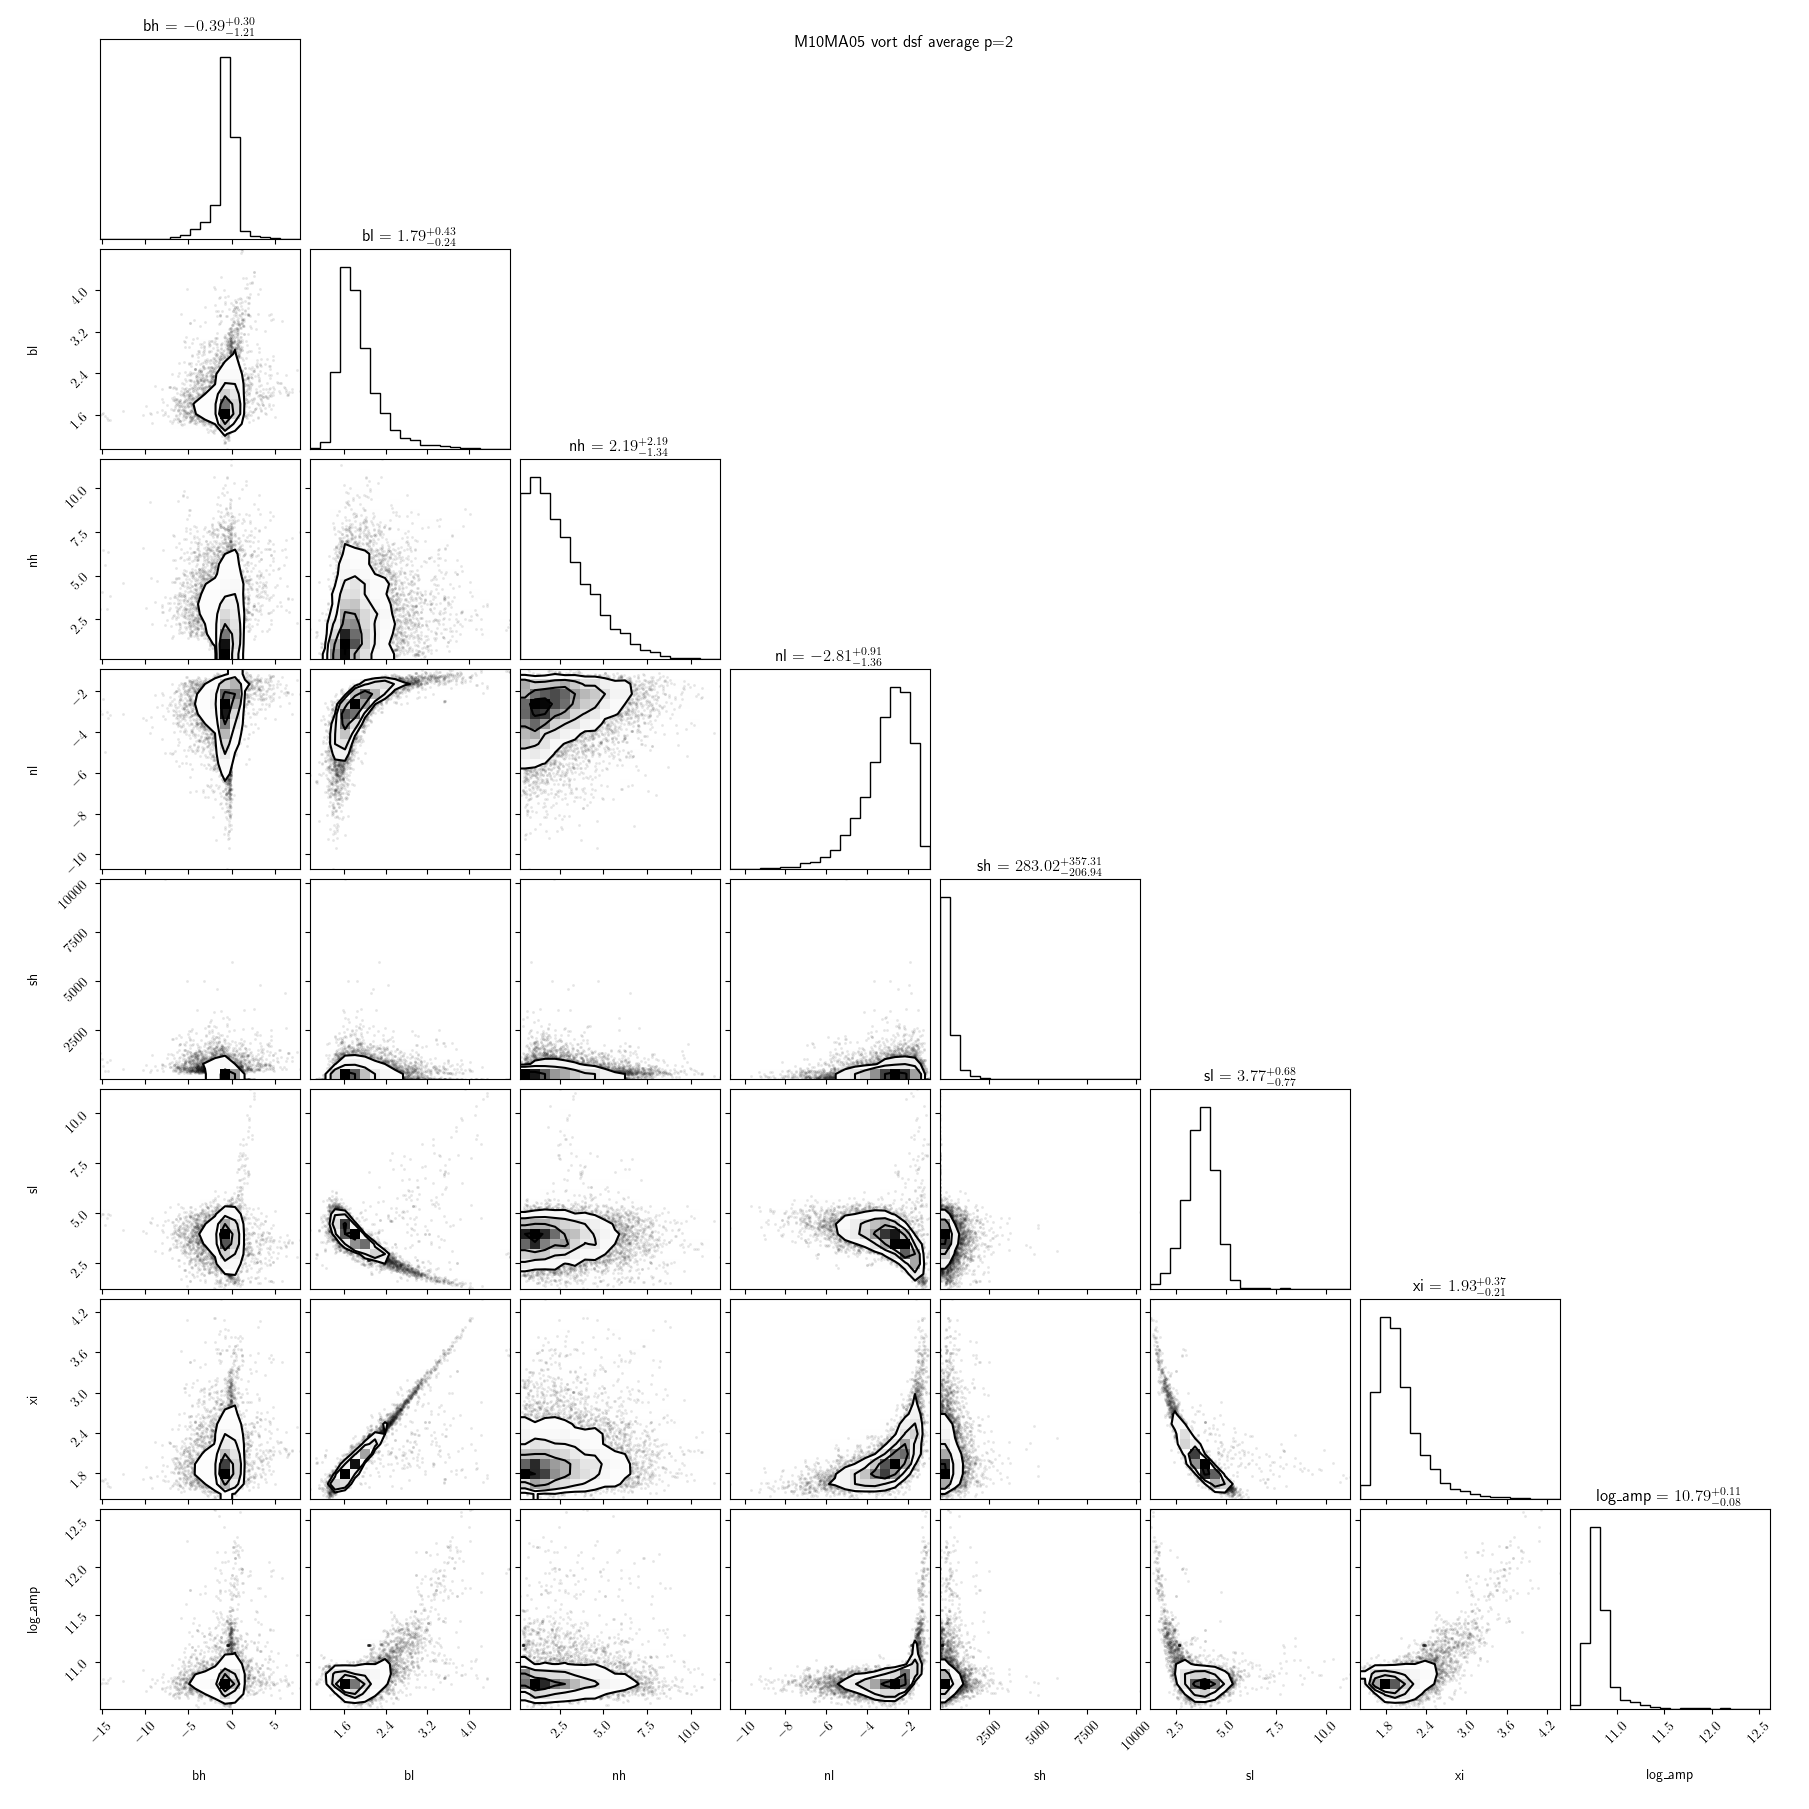 M10MA05 vort dsf average p=2
bh = −0.39^{+0.30}_{−1.21}
bl = 1.79^{+0.43}_{−0.24}
bl
4.0
3.2
2.4
1.6
nh = 2.19^{+2.19}_{−1.34}
nh
10.0
7.5
5.0
2.5
nl = −2.81^{+0.91}_{−1.36}
nl
−2
−4
−6
−8
−10
sh = 283.02^{+357.31}_{−206.94}
sh
10000
7500
5000
2500
sl = 3.77^{+0.68}_{−0.77}
sl
10.0
7.5
5.0
2.5
xi = 1.93^{+0.37}_{−0.21}
xi
4.2
3.6
3.0
2.4
1.8
log_amp = 10.79^{+0.11}_{−0.08}
log_amp
12.5
12.0
11.5
11.0
−15 −10 −5 0 5 1.6 2.4 3.2 4.0 2.5 5.0 7.5 10.0 −10 −8 −6 −4 −2 2500 5000 7500 10000 2.5 5.0 7.5 10.0 1.8 2.4 3.0 3.6 4.2 11.0 11.5 12.0 12.5
bh bl nh nl sh sl xi log_amp